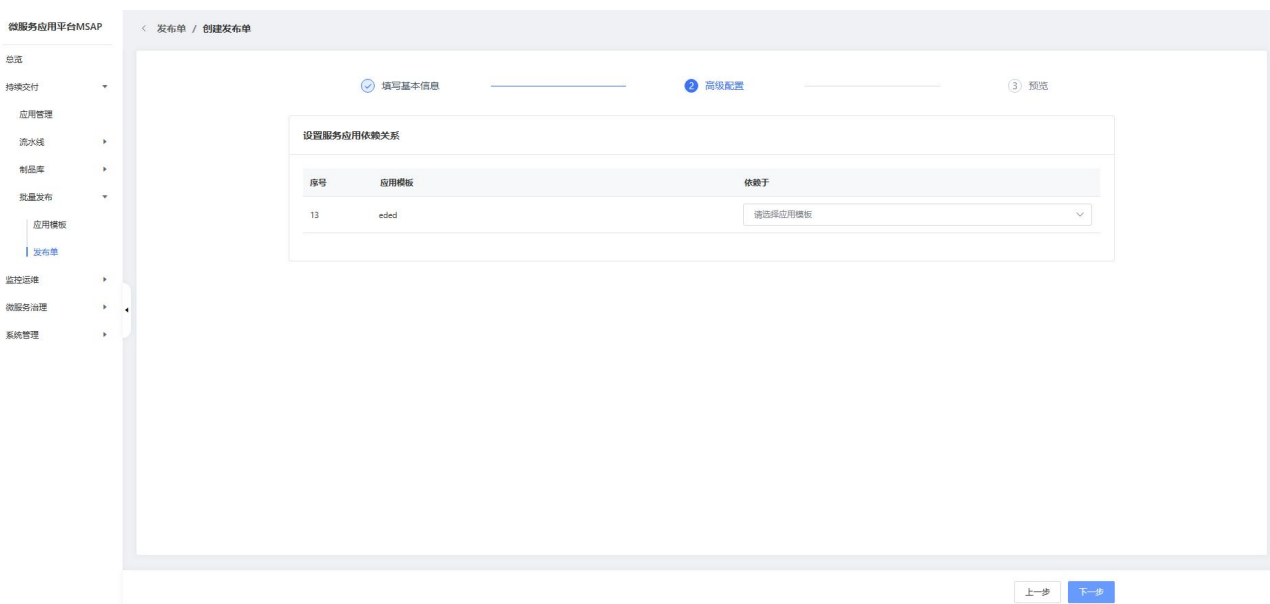 微服务应用平台MSAP
发布单 / 创建发布单
总览
持续交付
应用管理
流水线
制品库
批量发布
应用模板
发布单
监控运维
微服务治理
系统管理
填写基本信息
2 高级配置
3 预览
设置服务应用依赖关系
序号 应用模板 依赖于
13 eded 请选择应用模板
上一步 下一步